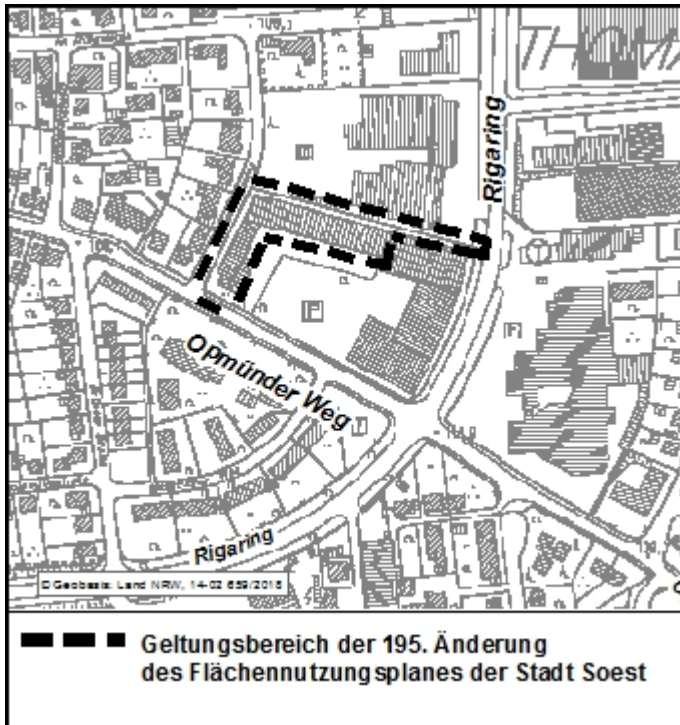 Rigaring
P
P
Opmünder Weg
Rigaring
©Geobasis: Land NRW, 14-02 659/2018
Geltungsbereich der 195. Änderung
des Flächennutzungsplanes der Stadt Soest